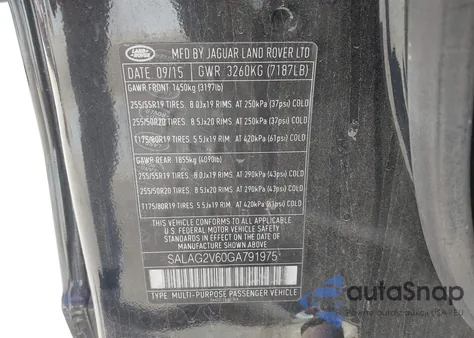 LAND ROVER
MFD BY JAGUAR LAND ROVER LTD
DATE 09/15 GWR 3260KG (7187LB)
GAWR FRONT 1450kg (3197lb)
255/55R19 TIRES 8.0Jx19 RIMS AT 250kPa (37psi) COLD
255/50R20 TIRES 8.5Jx20 RIMS AT 250kPa (37psi) COLD
T175/80R19 TIRES 5.5Jx19 RIM AT 420kPa (61psi) COLD
GAWR-REAR 1855kg (4090lb)
255/55R19 TIRES 8.0Jx19 RIMS AT 290kPa (43psi) COLD
255/50R20 TIRES 8.5Jx20 RIMS AT 290kPa (43psi) COLD
T175/80R19 TIRES 5.5Jx19 RIM AT 420kPa (61psi) COLD
THIS VEHICLE CONFORMS TO ALL APPLICABLE
U.S. FEDERAL MOTOR VEHICLE SAFETY
STANDARDS IN EFFECT ON THE DATE OF
MANUFACTURE SHOWN ABOVE
SALAG2V60GA791975
TYPE: MULTI-PURPOSE PASSENGER VEHICLE
autoSnap